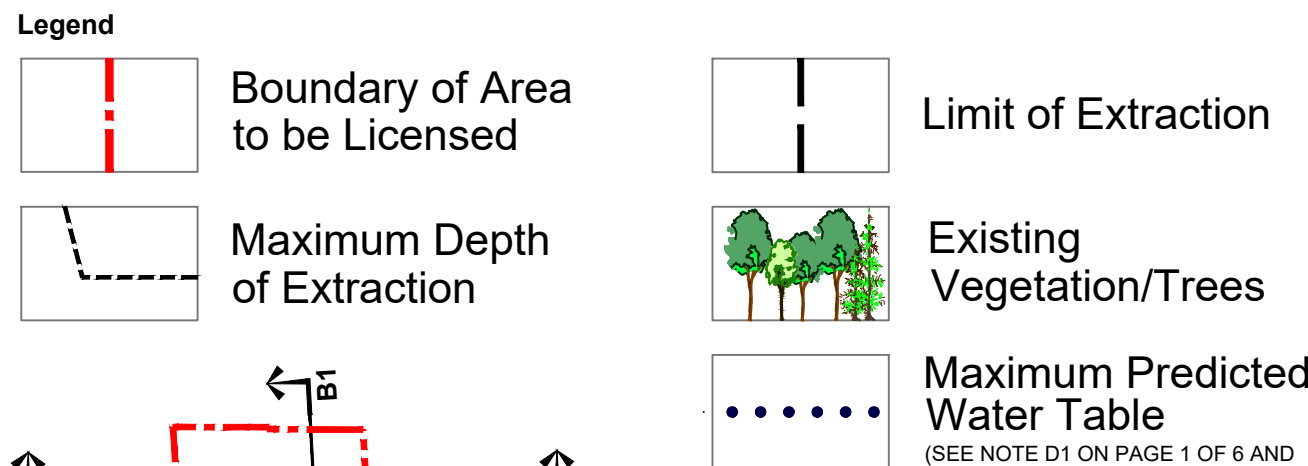 Legend
Boundary of Area
to be Licensed
Limit of Extraction
Maximum Depth
of Extraction
Existing
Vegetation/Trees
B1
Maximum Predicted
Water Table
(SEE NOTE D1 ON PAGE 1 OF 6 AND